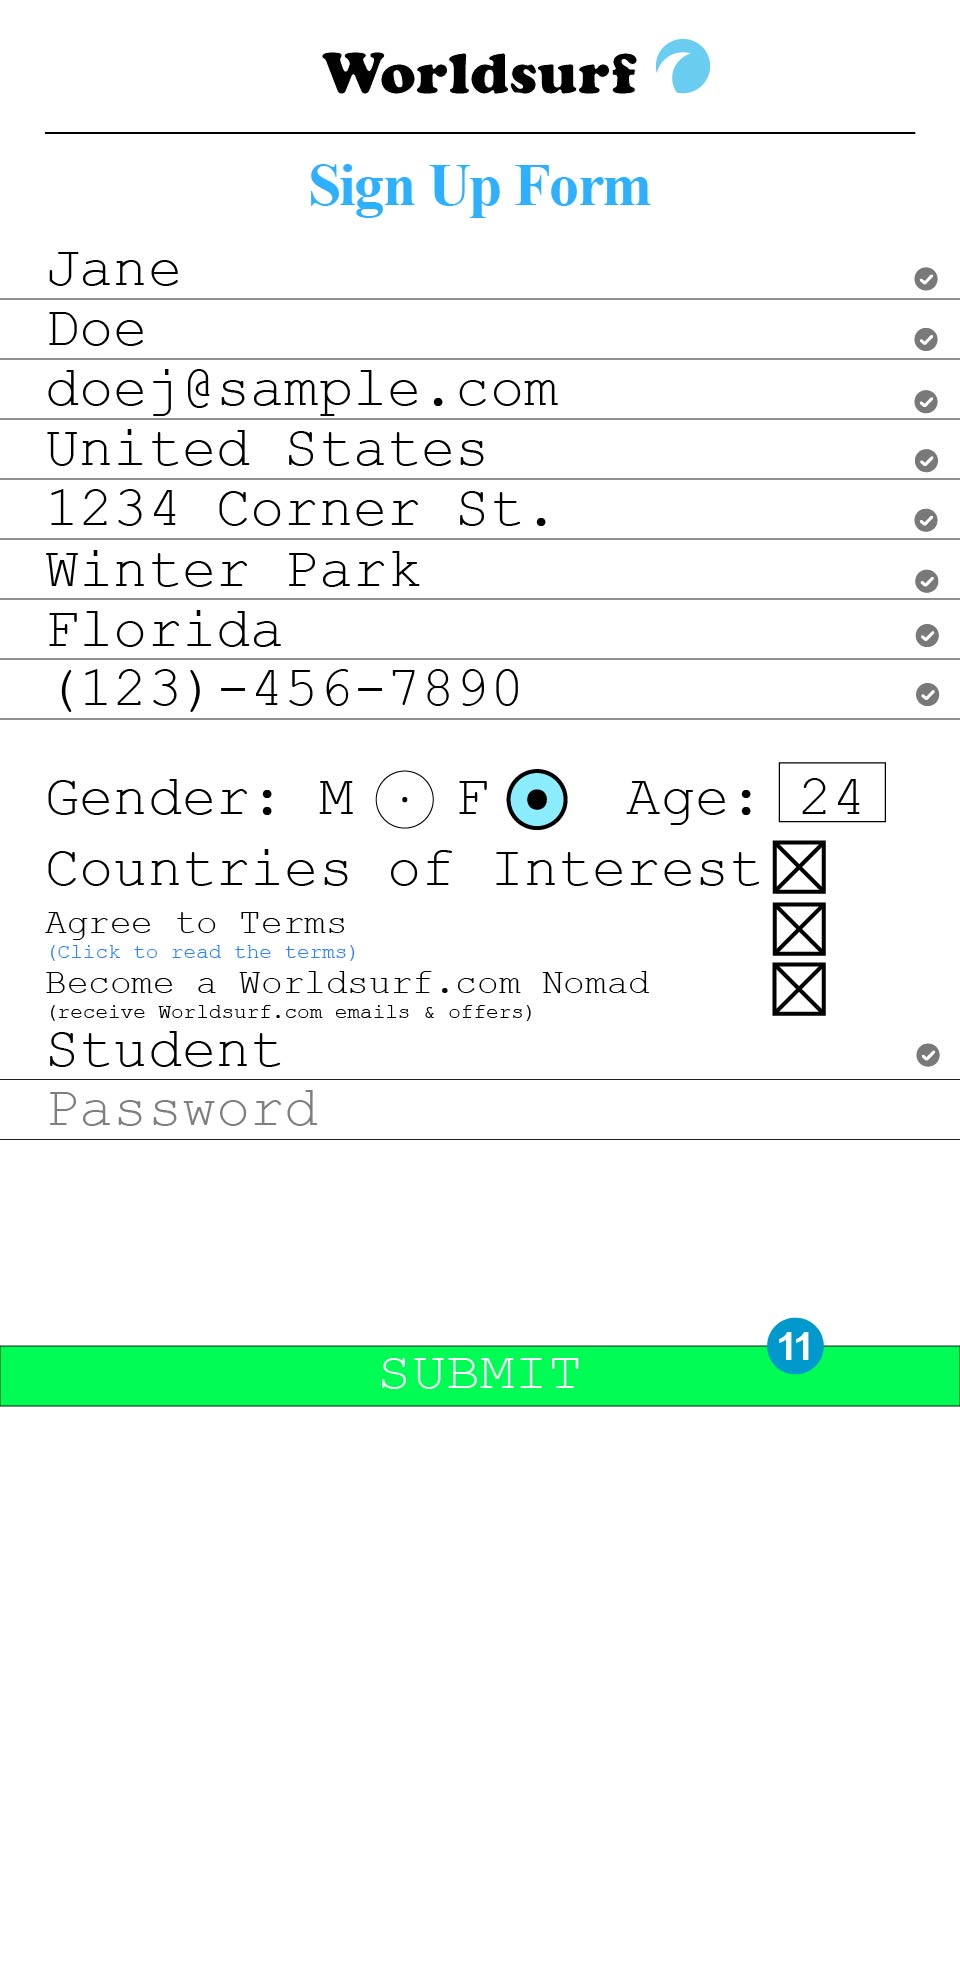 Worldsurf
Sign Up Form
Jane
Doe
doej@sample.com
United States
1234 Corner St.
Winter Park
Florida
(123)-456-7890
Gender: M F Age: 24
Countries of Interest
Agree to Terms
(Click to read the terms)
Become a Worldsurf.com Nomad
(receive Worldsurf.com emails & offers)
Student
Password
11
SUBMIT